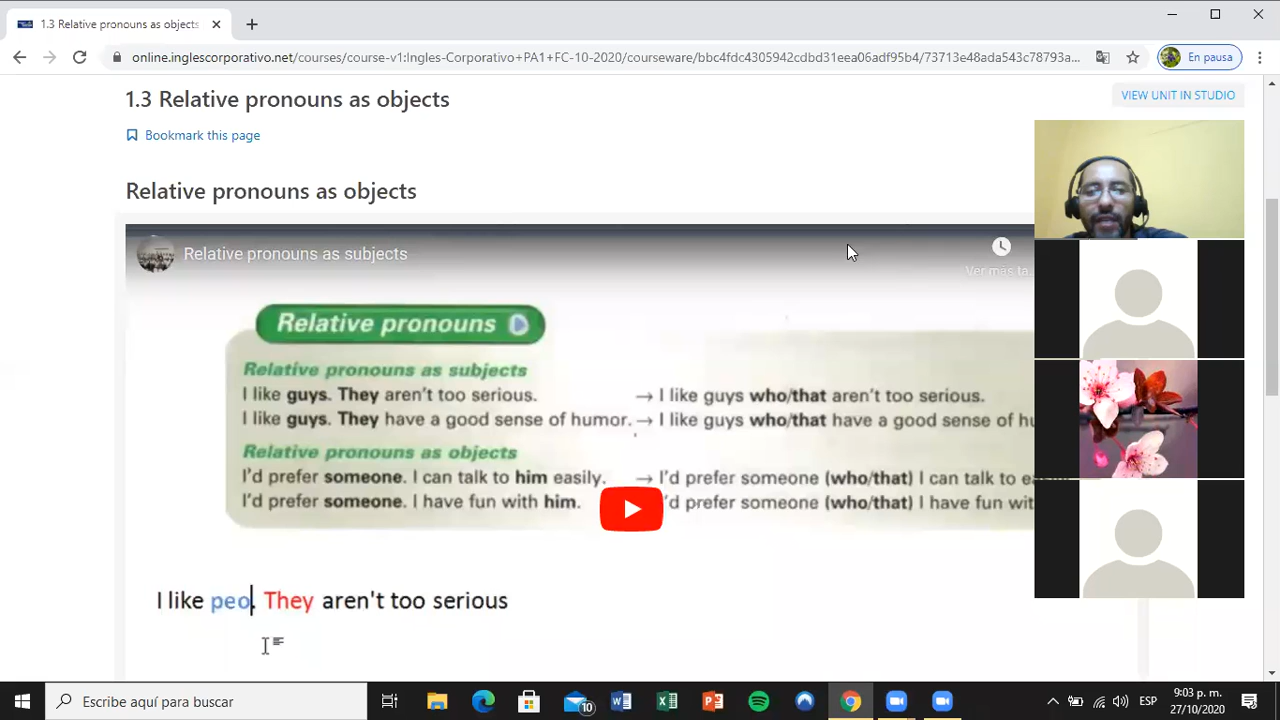 1.3 Relative pronouns as objects
online.inglescorporativo.net/courses/course-v1:Ingles-Corporativo+PA1+FC-10-2020/courseware/bbc4fdc4305942cdbd31eea06adf95b4/73713e48ada543c78793a...
En pausa
1.3 Relative pronouns as objects
VIEW UNIT IN STUDIO
Bookmark this page
Relative pronouns as objects
Relative pronouns as subjects
Ver más ta...
Relative pronouns
Relative pronouns as subjects
I like guys. They aren't too serious. → I like guys who/that aren't too serious.
I like guys. They have a good sense of humor. → I like guys who/that have a good sense of hu
Relative pronouns as objects
I'd prefer someone. I can talk to him easily. → I'd prefer someone (who/that) I can talk to
I'd prefer someone. I have fun with him. 'd prefer someone (who/that) I have fun wit
I like peo. They aren't too serious
Escribe aquí para buscar
10
ESP
9:03 p. m.
27/10/2020